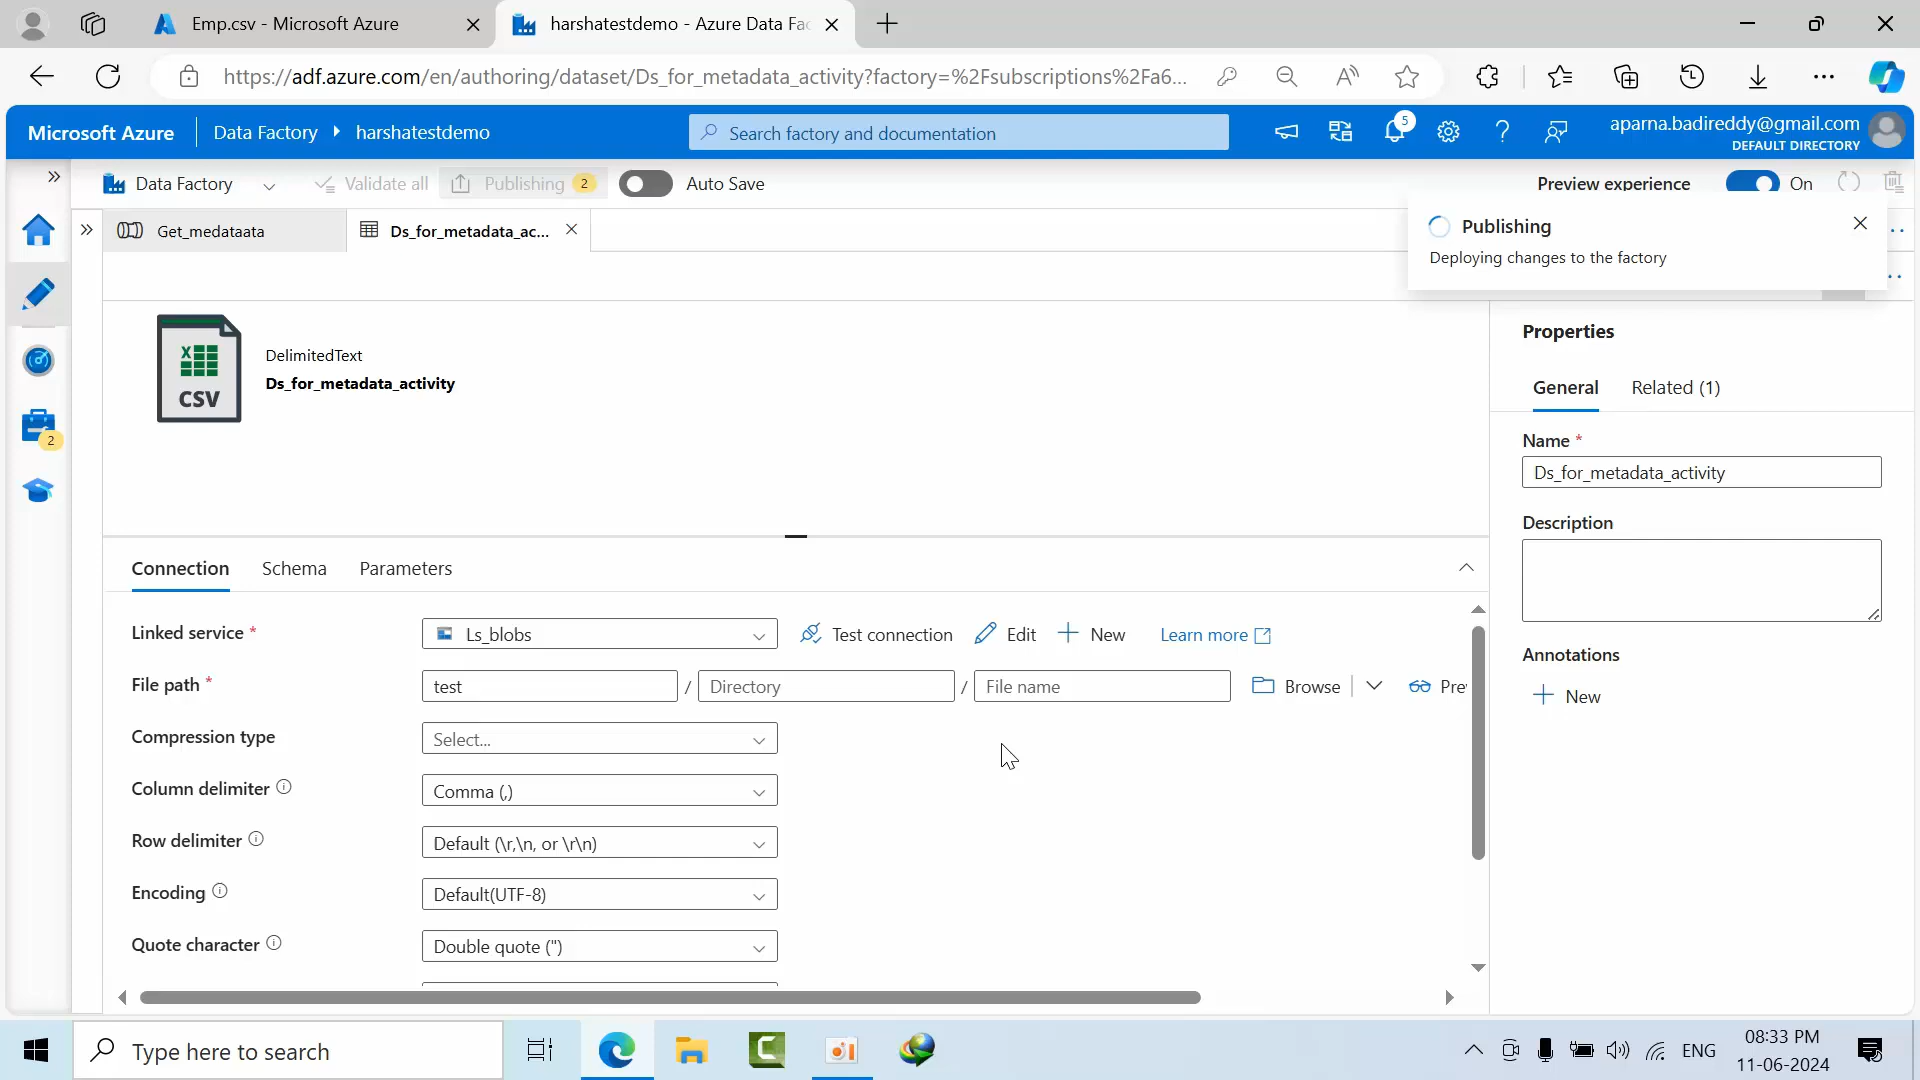 Emp.csv - Microsoft Azure
harshatestdemo - Azure Data Fac
https://adf.azure.com/en/authoring/dataset/Ds_for_metadata_activity?factory=%2Fsubscriptions%2Fa6...
Microsoft Azure
Data Factory
harshatestdemo
Search factory and documentation
5
aparna.badireddy@gmail.com
DEFAULT DIRECTORY
Data Factory
Validate all
Publishing
2
Auto Save
Preview experience
On
Get_medataata
Ds_for_metadata_ac...
Publishing
Deploying changes to the factory
CSV
DelimitedText
Ds_for_metadata_activity
2
Properties
General
Related (1)
Name *
Ds_for_metadata_activity
Description
Annotations
New
Connection
Schema
Parameters
Linked service *
Ls_blobs
Test connection
Edit
New
Learn more
File path *
test
/
Directory
/
File name
Browse
Pre
Compression type
Select...
Column delimiter
Comma (,)
Row delimiter
Default (\r,\n, or \r\n)
Encoding
Default(UTF-8)
Quote character
Double quote (")
Type here to search
ENG
08:33 PM
11-06-2024